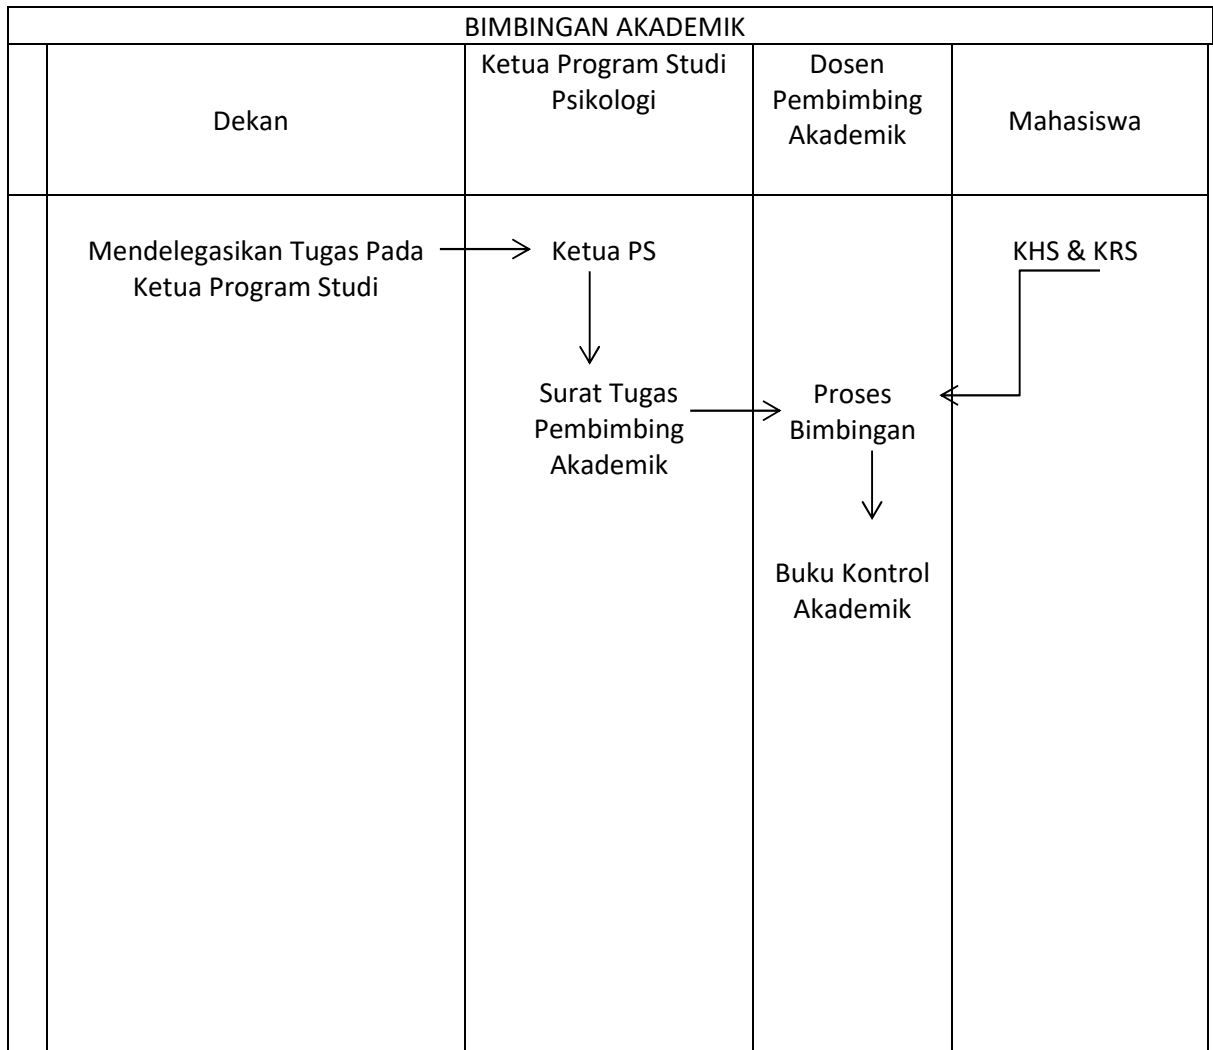 BIMBINGAN AKADEMIK
Dekan
Ketua Program Studi
Psikologi
Dosen
Pembimbing
Akademik
Mahasiswa
Mendelegasikan Tugas Pada
Ketua Program Studi
Ketua PS
KHS & KRS
Surat Tugas
Pembimbing
Akademik
Proses
Bimbingan
Buku Kontrol
Akademik